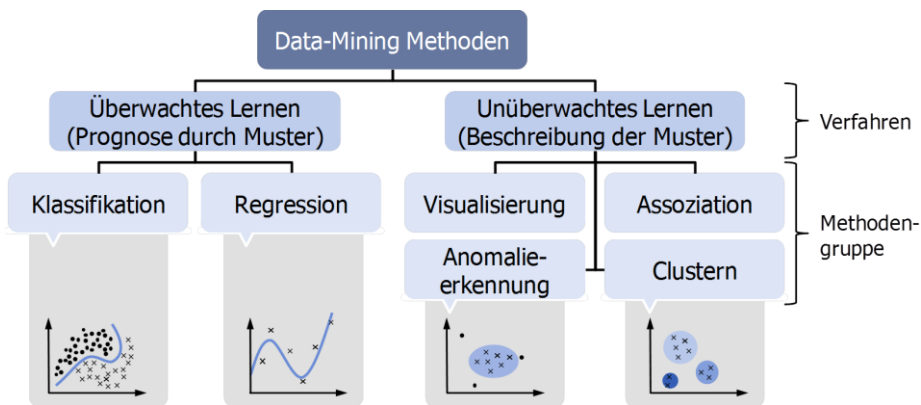 Data-Mining Methoden
Überwachtes Lernen
(Prognose durch Muster)
Unüberwachtes Lernen
(Beschreibung der Muster)
Verfahren
Klassifikation
Regression
Visualisierung
Assoziation
Methoden-
gruppe
Anomalie-
erkennung
Clustern